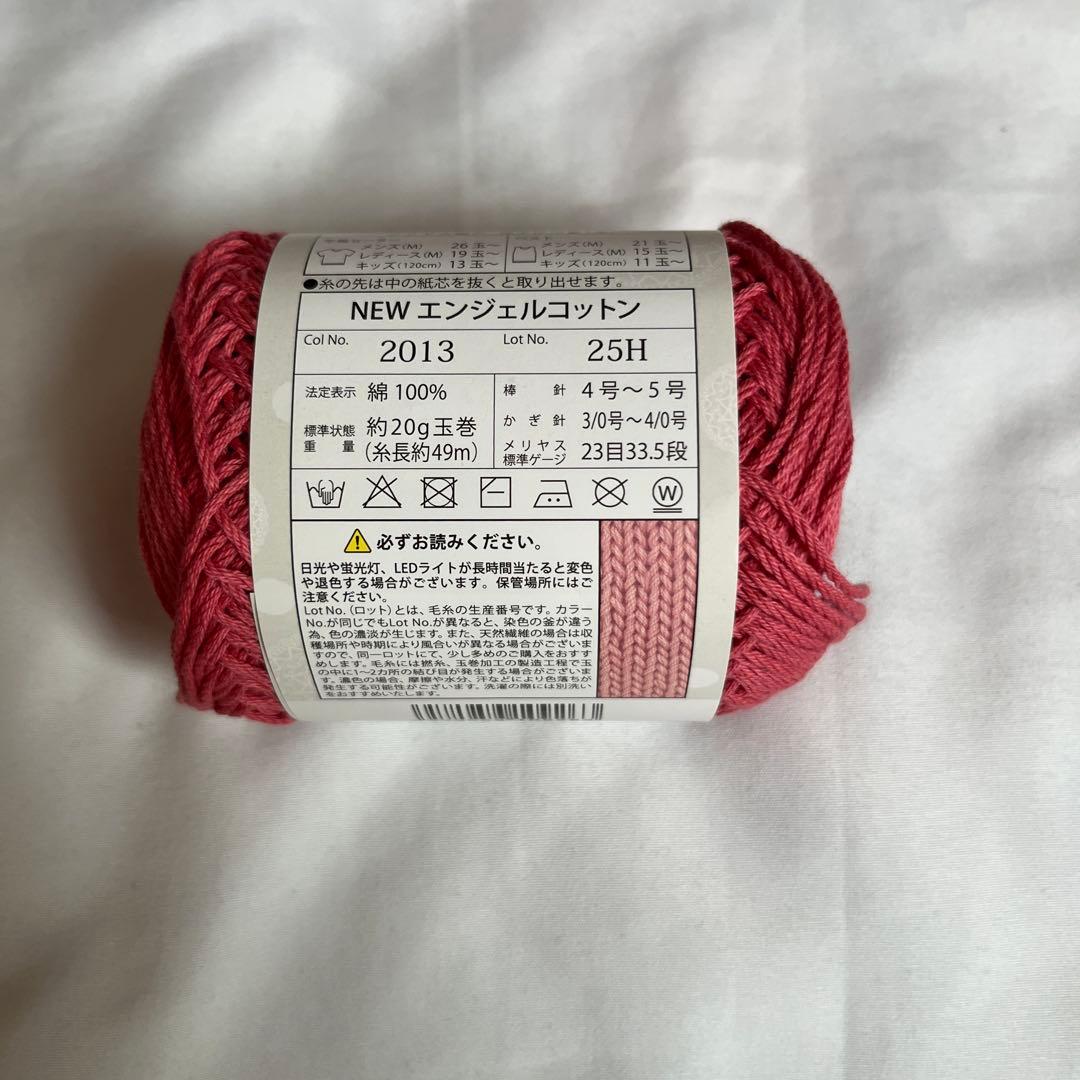 メンズ（M） 26玉〜
レディース（M） 19玉〜
キッズ（120cm） 13玉〜
メンズ（M） 21玉〜
レディース（M） 15玉〜
キッズ（120cm） 11玉〜
●糸の先は中の紙芯を抜くと取り出せます。
NEW エンジェルコットン
Col No. 2013 Lot No. 25H
法定表示 綿 100%
標準状態重量 約20g玉巻
（糸長約49m）
棒針 4号〜5号
かぎ針 3/0号〜4/0号
メリヤス標準ゲージ 23目33.5段
W
必ずお読みください。
日光や蛍光灯、LEDライトが長時間当たると変色
や退色する場合がございます。保管場所にはご
注意ください。
Lot No.（ロット）とは、毛糸の生産番号です。カラー
No.が同じでもLot No.が異なると、染色の釜が違う
為、色の濃淡が生じます。また、天然繊維の場合は収
穫場所や時期により風合いが異なる場合がございま
すので、同一ロットにて、少し多めのご購入をおすす
めします。毛糸には撚糸、玉巻加工の製造工程で玉
の中に1〜2カ所の結び目が発生する場合がございま
す。濃色の場合、摩擦や水分、汗などにより色落ちが
発生する可能性がございます。洗濯の際には別洗い
をおすすめいたします。